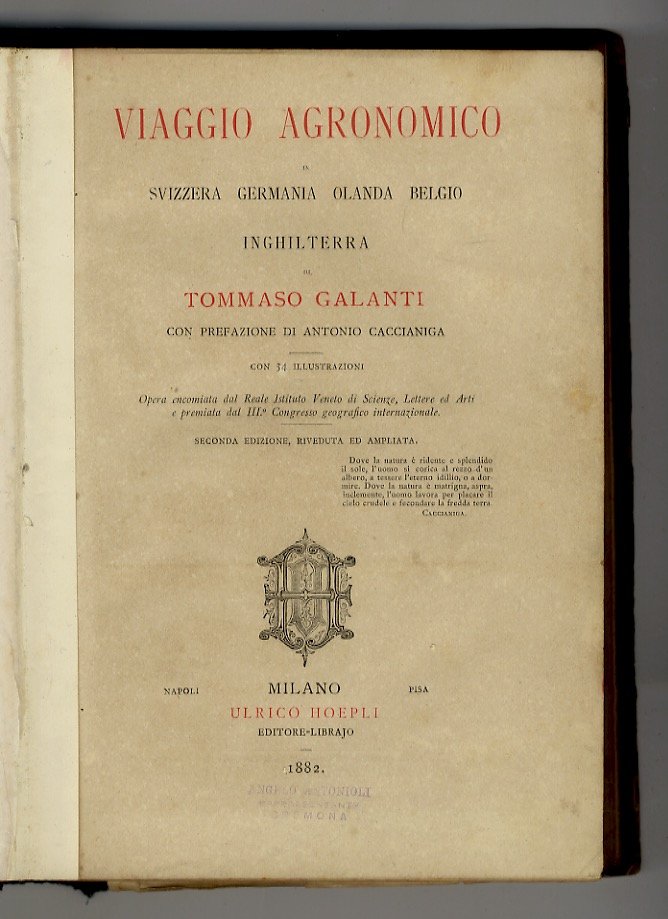 VIAGGIO AGRONOMICO
IN
SVIZZERA GERMANIA OLANDA BELGIO
INGHILTERRA
DI
TOMMASO GALANTI
CON PREFAZIONE DI ANTONIO CACCIANIGA
CON 34 ILLUSTRAZIONI
Opera encomiata dal Reale Istituto Veneto di Scienze, Lettere ed Arti
e premiata dal III.º Congresso geografico internazionale.
SECONDA EDIZIONE, RIVEDUTA ED AMPLIATA.
Dove la natura è ridente e splendido
il sole, l'uomo si corica al rezzo d'un
albero, a tessere l'eterno idillio, o a dor-
mire. Dove la natura è matrigna, aspra,
inclemente, l'uomo lavora per placare il
cielo crudele e fecondare la fredda terra
CACCIANIGA.
NAPOLI MILANO PISA
ULRICO HOEPLI
EDITORE-LIBRAJO
1882.
ANGELO ANTONIOLI
CREMONA